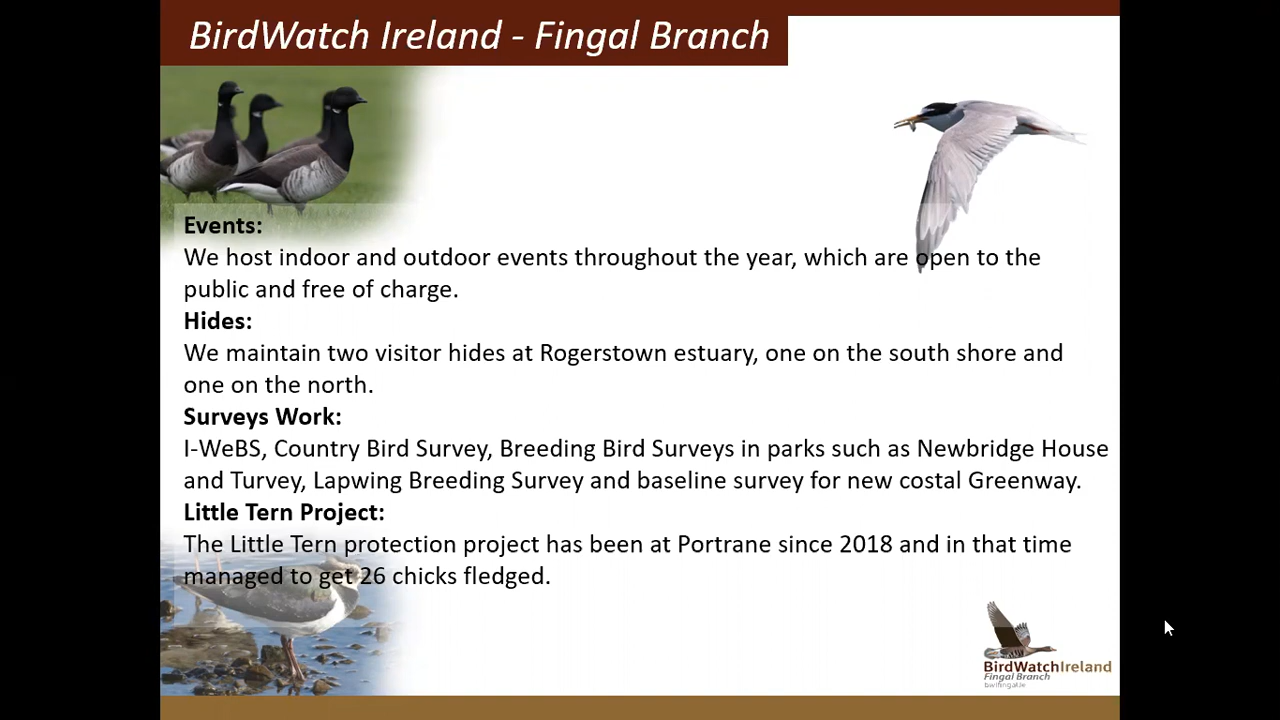 BirdWatch Ireland - Fingal Branch
Events:
We host indoor and outdoor events throughout the year, which are open to the
public and free of charge.
Hides:
We maintain two visitor hides at Rogerstown estuary, one on the south shore and
one on the north.
Surveys Work:
I-WeBS, Country Bird Survey, Breeding Bird Surveys in parks such as Newbridge House
and Turvey, Lapwing Breeding Survey and baseline survey for new costal Greenway.
Little Tern Project:
The Little Tern protection project has been at Portrane since 2018 and in that time
managed to get 26 chicks fledged.
BirdWatchIreland
Fingal Branch
bwifingal.ie